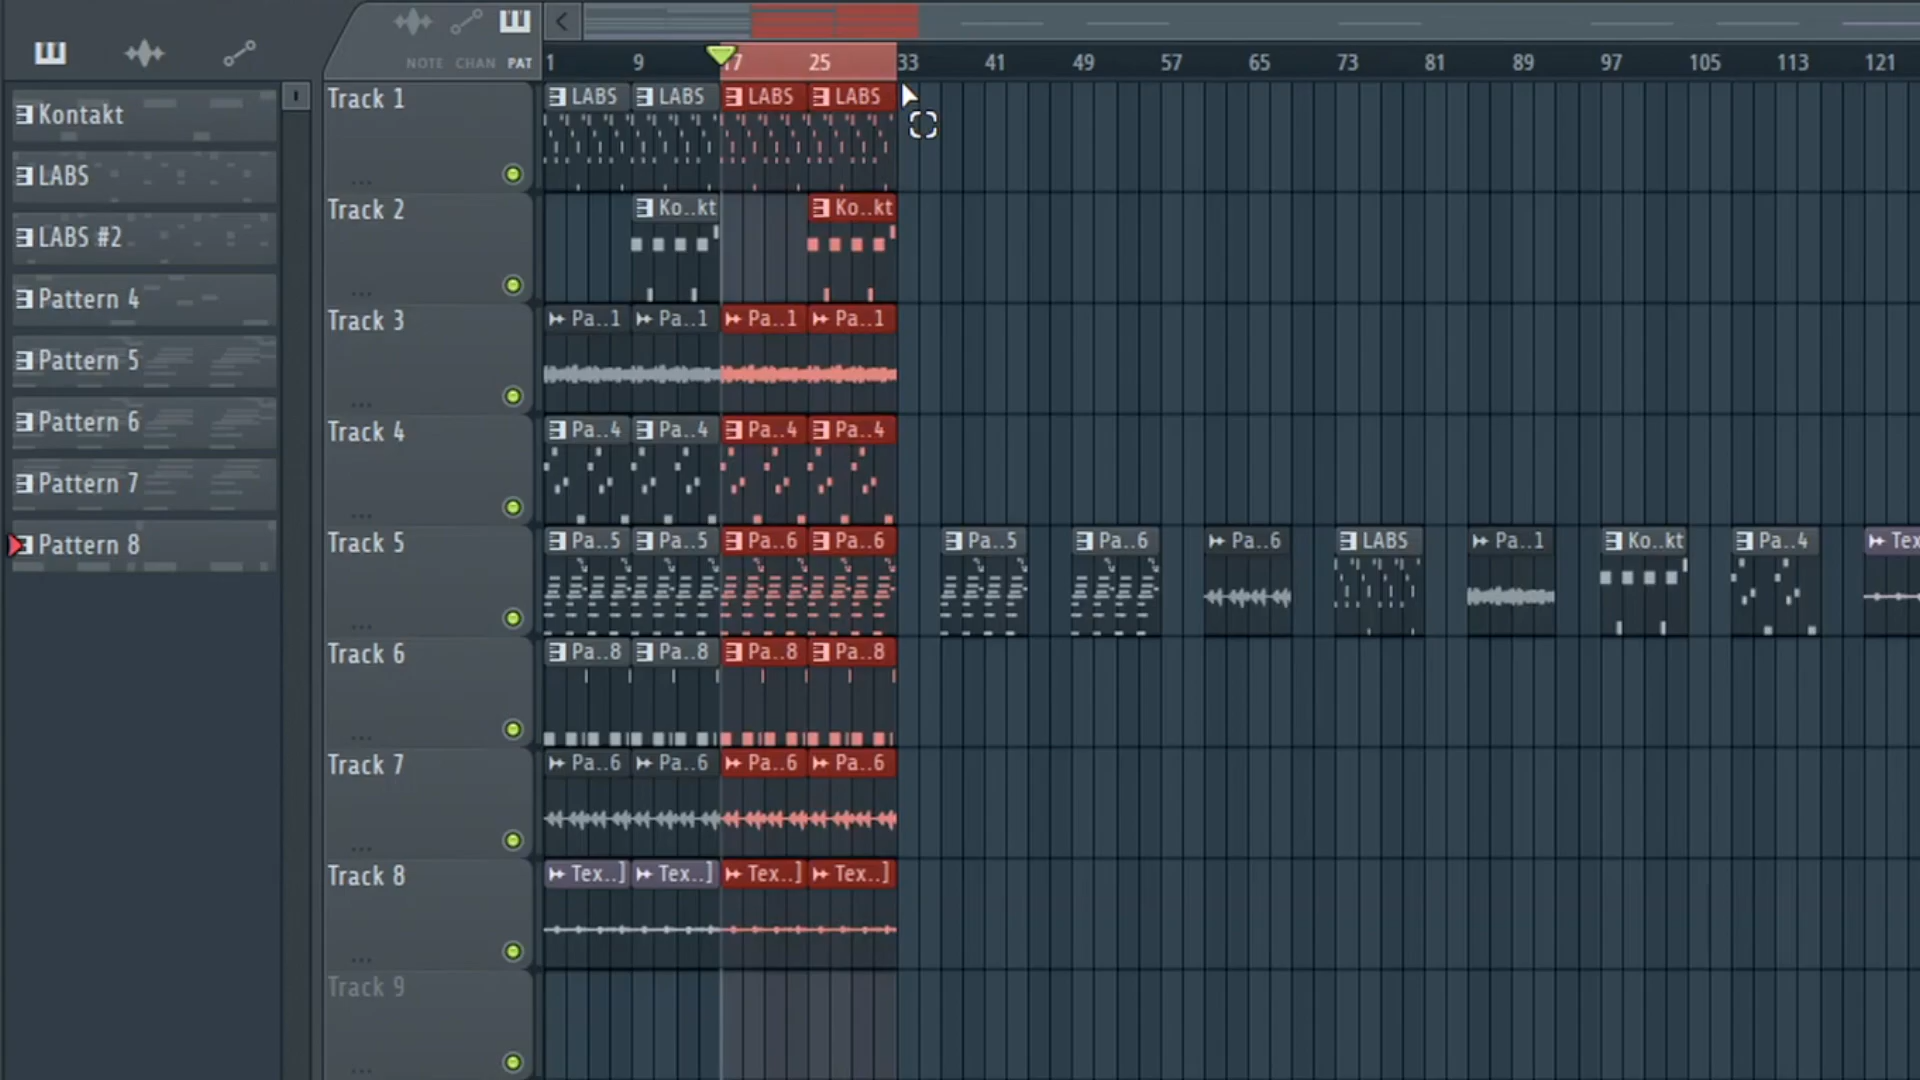 NOTE CHAN PAT
1 9 17 25 33 41 49 57 65 73 81 89 97 105 113 121
Kontakt
LABS
LABS #2
Pattern 4
Pattern 5
Pattern 6
Pattern 7
Pattern 8
Track 1 LABS LABS LABS LABS
Track 2 Ko..kt Ko..kt
Track 3 Pa..1 Pa..1 Pa..1 Pa..1
Track 4 Pa..4 Pa..4 Pa..4 Pa..4
Track 5 Pa..5 Pa..5 Pa..6 Pa..6 Pa..5 Pa..6 Pa..6 LABS Pa..1 Ko..kt Pa..4 Tex
Track 6 Pa..8 Pa..8 Pa..8 Pa..8
Track 7 Pa..6 Pa..6 Pa..6 Pa..6
Track 8 Tex..] Tex..] Tex..] Tex..]
Track 9